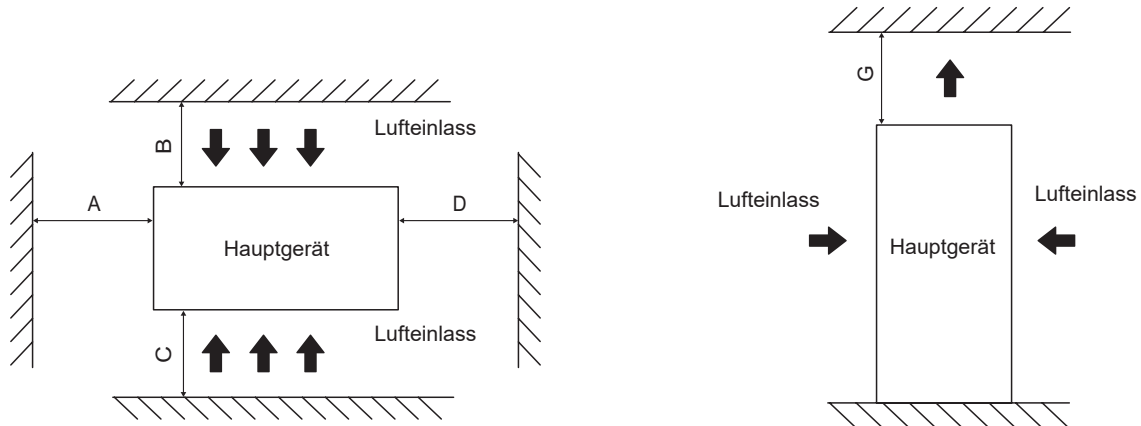 Lufteinlass
B
A
D
Hauptgerät
Lufteinlass
C
G
Lufteinlass
Lufteinlass
Hauptgerät